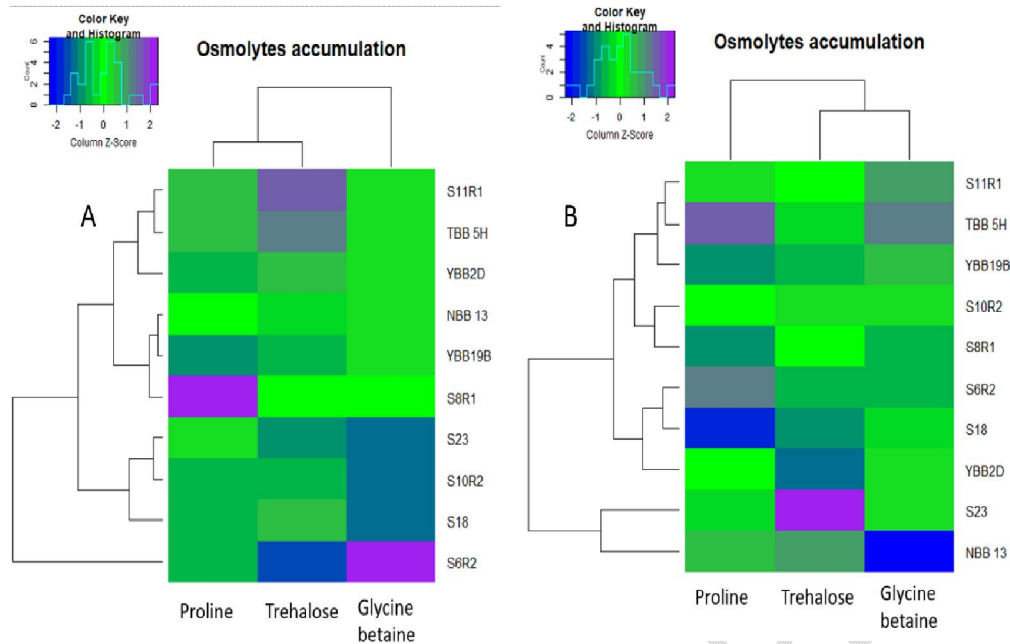 Color Key
and Histogram
Count
0 2 4 6
-2 -1 0 1 2
Column Z-Score
Osmolytes accumulation
A
S11R1
TBB 5H
YBB2D
NBB 13
YBB19B
S8R1
S23
S10R2
S18
S6R2
Proline Trehalose Glycine
betaine
Color Key
and Histogram
Count
0 2 4
-2 -1 0 1 2
Column Z-Score
Osmolytes accumulation
B
S11R1
TBB 5H
YBB19B
S10R2
S8R1
S6R2
S18
YBB2D
S23
NBB 13
Proline Trehalose Glycine
betaine